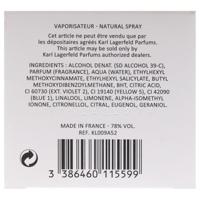 VAPORISATEUR - NATURAL SPRAY
Cet article ne peut être vendu que par
les dépositaires agréés Karl Lagerfeld Parfums.
This article may be sold only by
Karl Lagerfeld Parfums authorized dealers.
INGREDIENTS : ALCOHOL DENAT. (SD ALCOHOL 39-C),
PARFUM (FRAGRANCE), AQUA (WATER), ETHYLHEXYL
METHOXYCINNAMATE, ETHYLHEXYL SALICYLATE, BUTYL
METHOXYDIBENZOYLMETHANE, BHT, CITRIC ACID,
CI 60730 (EXT. VIOLET 2), CI 19140 (YELLOW 5), CI 42090
(BLUE 1), LINALOOL, LIMONENE, ALPHA-ISOMETHYL
IONONE, CITRONELLOL, CITRAL, EUGENOL, GERANIOL.
MADE IN FRANCE - 78% VOL.
REF. KL009A52
3 386460 115599